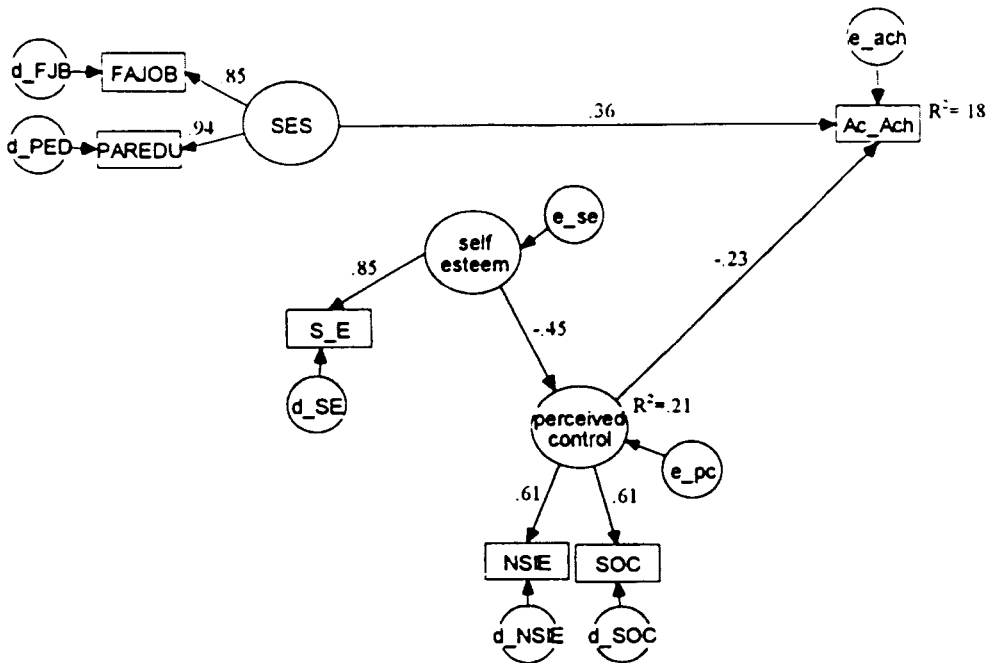 e_ach
d_FJB
FAJOB
.85
SES
.36
Ac_Ach
R²=.18
d_PED
PAREDU
.94
e_se
self
esteem
.85
-.23
S_E
-.45
d_SE
perceived
control
R²=.21
e_pc
.61
.61
NSIE
SOC
d_NSIE
d_SOC